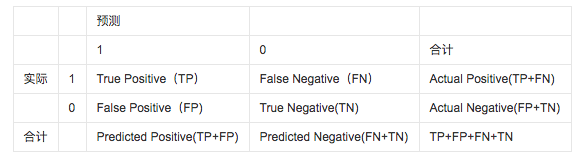 预测
1 0 合计
实际 1 True Positive（TP） False Negative（FN） Actual Positive(TP+FN)
0 False Positive（FP) True Negative(TN) Actual Negative(FP+TN)
合计 Predicted Positive(TP+FP) Predicted Negative(FN+TN) TP+FP+FN+TN